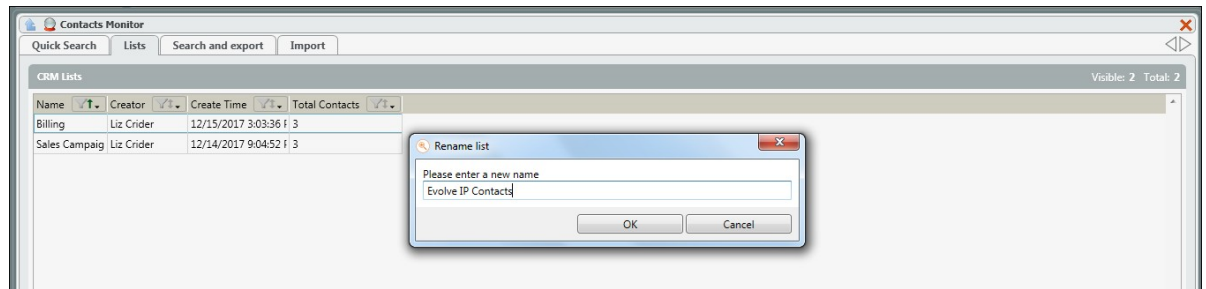 Contacts Monitor
Quick Search Lists Search and export Import
CRM Lists Visible: 2 Total: 2
Name Creator Create Time Total Contacts
Billing Liz Crider 12/15/2017 3:03:36 F 3
Sales Campaig Liz Crider 12/14/2017 9:04:52 F 3
Rename list
Please enter a new name
Evolve IP Contacts
OK Cancel